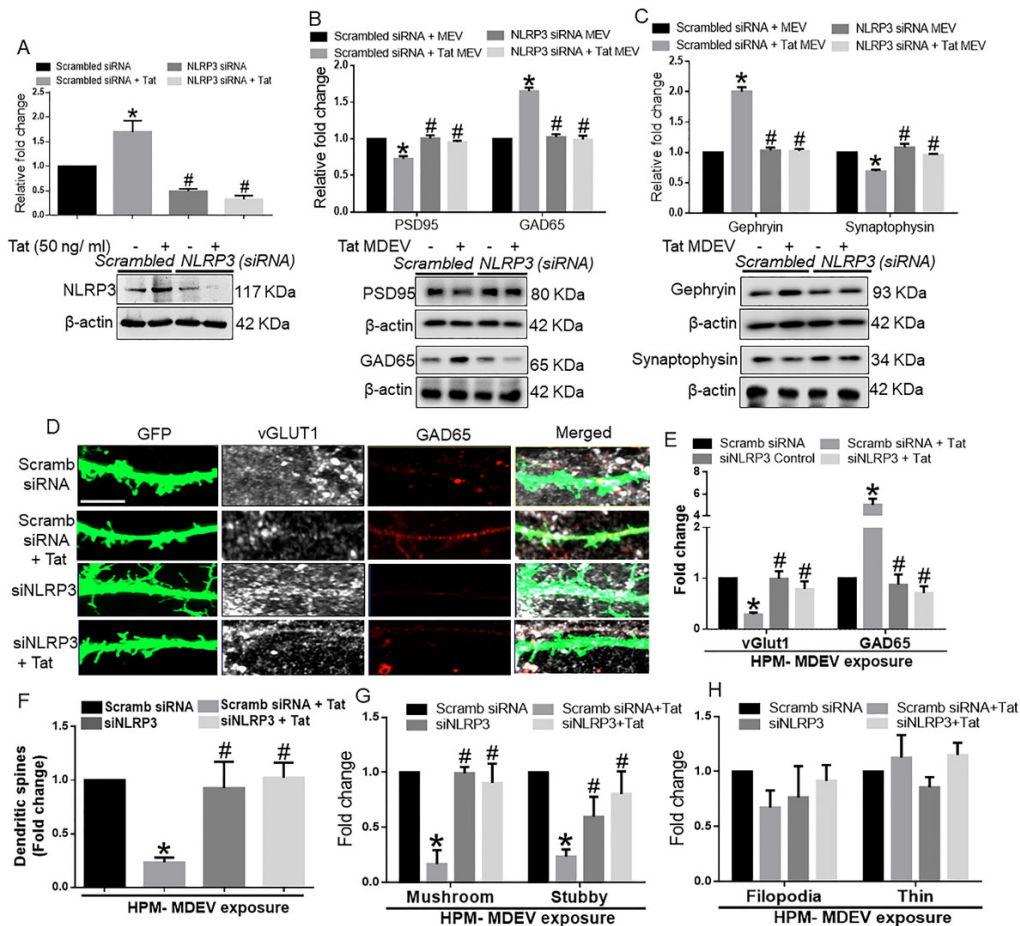 A
Scrambled siRNA
NLRP3 siRNA
Scrambled siRNA + Tat
NLRP3 siRNA + Tat
Relative fold change
2.5
2.0
1.5
1.0
0.5
0.0
*
#
#
Tat (50 ng/ ml) - + - +
Scrambled NLRP3 (siRNA)
NLRP3 117 KDa
β-actin 42 KDa
B
Scrambled siRNA + MEV
NLRP3 siRNA MEV
Scrambled siRNA + Tat MEV
NLRP3 siRNA + Tat MEV
Relative fold change
2.0
1.5
1.0
0.5
0.0
*
#
#
*
#
#
PSD95 GAD65
Tat MDEV - + - +
Scrambled NLRP3 (siRNA)
PSD95 80 KDa
β-actin 42 KDa
GAD65 65 KDa
β-actin 42 KDa
C
Scrambled siRNA + MEV
NLRP3 siRNA MEV
Scrambled siRNA + Tat MEV
NLRP3 siRNA + Tat MEV
Relative fold change
2.5
2.0
1.5
1.0
0.5
0.0
*
#
#
*
#
#
Gephryin Synaptophysin
Tat MDEV - + - +
Scrambled NLRP3 (siRNA)
Gephryin 93 KDa
β-actin 42 KDa
Synaptophysin 34 KDa
β-actin 42 KDa
D
GFP vGLUT1 GAD65 Merged
Scramb
siRNA
Scramb
siRNA
+ Tat
siNLRP3
siNLRP3
+ Tat
E
Scramb siRNA
Scramb siRNA + Tat
siNLRP3 Control
siNLRP3 + Tat
Fold change
8
6
4
2
2
1
0
*
#
#
*
#
#
vGlut1 GAD65
HPM- MDEV exposure
F
Scramb siRNA
Scramb siRNA + Tat
siNLRP3
siNLRP3 + Tat
Dendritic spines
(Fold change)
1.5
1.0
0.5
0.0
*
#
#
HPM- MDEV exposure
G
Scramb siRNA
Scramb siRNA+Tat
siNLRP3
siNLRP3+Tat
Fold change
1.5
1.0
0.5
0.0
*
#
#
*
#
#
Mushroom Stubby
HPM- MDEV exposure
H
Scramb siRNA
Scramb siRNA+Tat
siNLRP3
siNLRP3+Tat
Fold change
1.5
1.0
0.5
0.0
Filopodia Thin
HPM- MDEV exposure